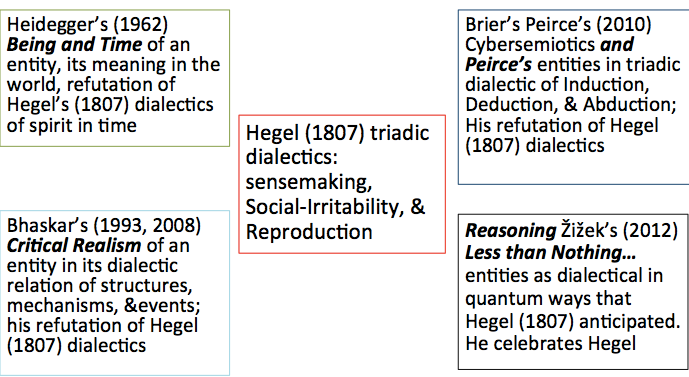 Heidegger's (1962)
Being and Time of an
entity, its meaning in the
world, refutation of
Hegel's (1807) dialectics
of spirit in time
Brier's Peirce's (2010)
Cybersemiotics and
Peirce's entities in triadic
dialectic of Induction,
Deduction, & Abduction;
His refutation of Hegel
(1807) dialectics
Hegel (1807) triadic
dialectics:
sensemaking,
Social-Irritability, &
Reproduction
Bhaskar's (1993, 2008)
Critical Realism of an
entity in its dialectic
relation of structures,
mechanisms, &events;
his refutation of Hegel
(1807) dialectics
Reasoning Žižek's (2012)
Less than Nothing…
entities as dialectical in
quantum ways that
Hegel (1807) anticipated.
He celebrates Hegel